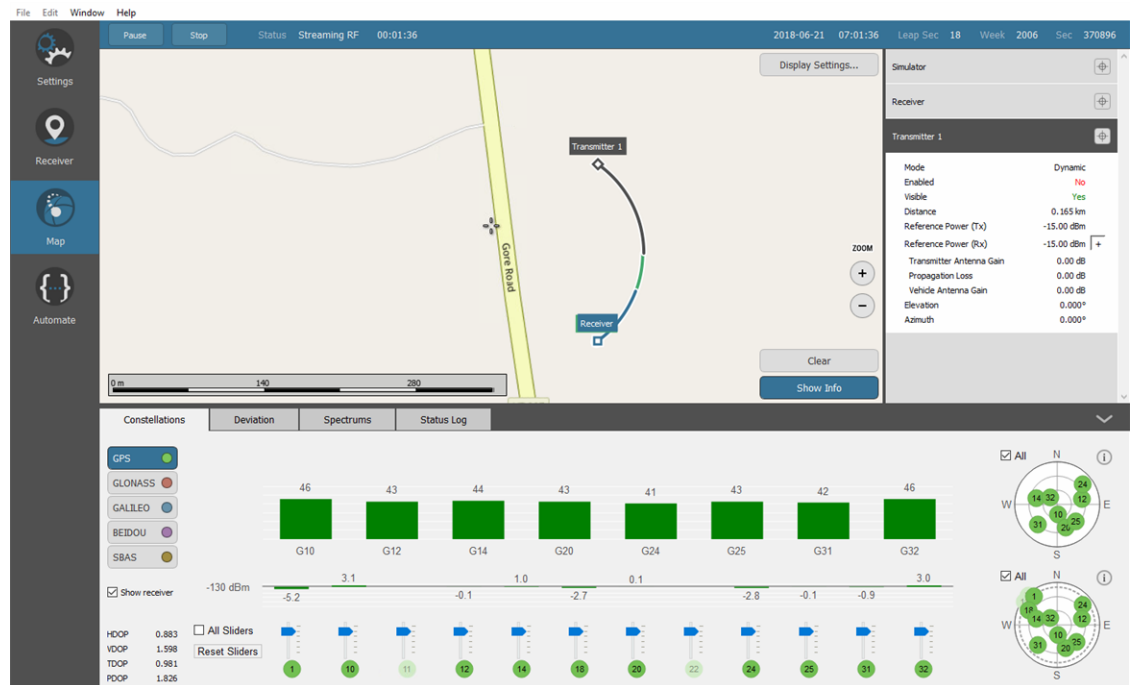 File Edit Window Help
Pause Stop Status Streaming RF 00:01:36 2018-06-21 07:01:36 Leap Sec 18 Week 2006 Sec 370896
Settings
Receiver
Map
Automate
Display Settings...
Transmitter 1
Gore Road
Receiver
ZOOM
+
−
Clear
Show Info
0 m 140 280
Simulator
Receiver
Transmitter 1
Mode Dynamic
Enabled No
Visible Yes
Distance 0.165 km
Reference Power (Tx) -15.00 dBm
Reference Power (Rx) -15.00 dBm +
Transmitter Antenna Gain 0.00 dB
Propagation Loss 0.00 dB
Vehicle Antenna Gain 0.00 dB
Elevation 0.000°
Azimuth 0.000°
Constellations Deviation Spectrums Status Log
GPS
GLONASS
GALILEO
BEIDOU
SBAS
Show receiver
HDOP 0.883
VDOP 1.598
TDOP 0.981
PDOP 1.826
46 43 44 43 41 43 42 46
G10 G12 G14 G20 G24 G25 G31 G32
-130 dBm
3.1 1.0 0.1 3.0
-5.2 -0.1 -2.7 -2.8 -0.1 -0.9
All Sliders
Reset Sliders
1 10 11 12 14 18 20 22 24 25 31 32
All N i
24
14 32 12
W E
10
31 20 25
S
All N i
1 24
18
14 32 12
W E
10
31 20 25
S